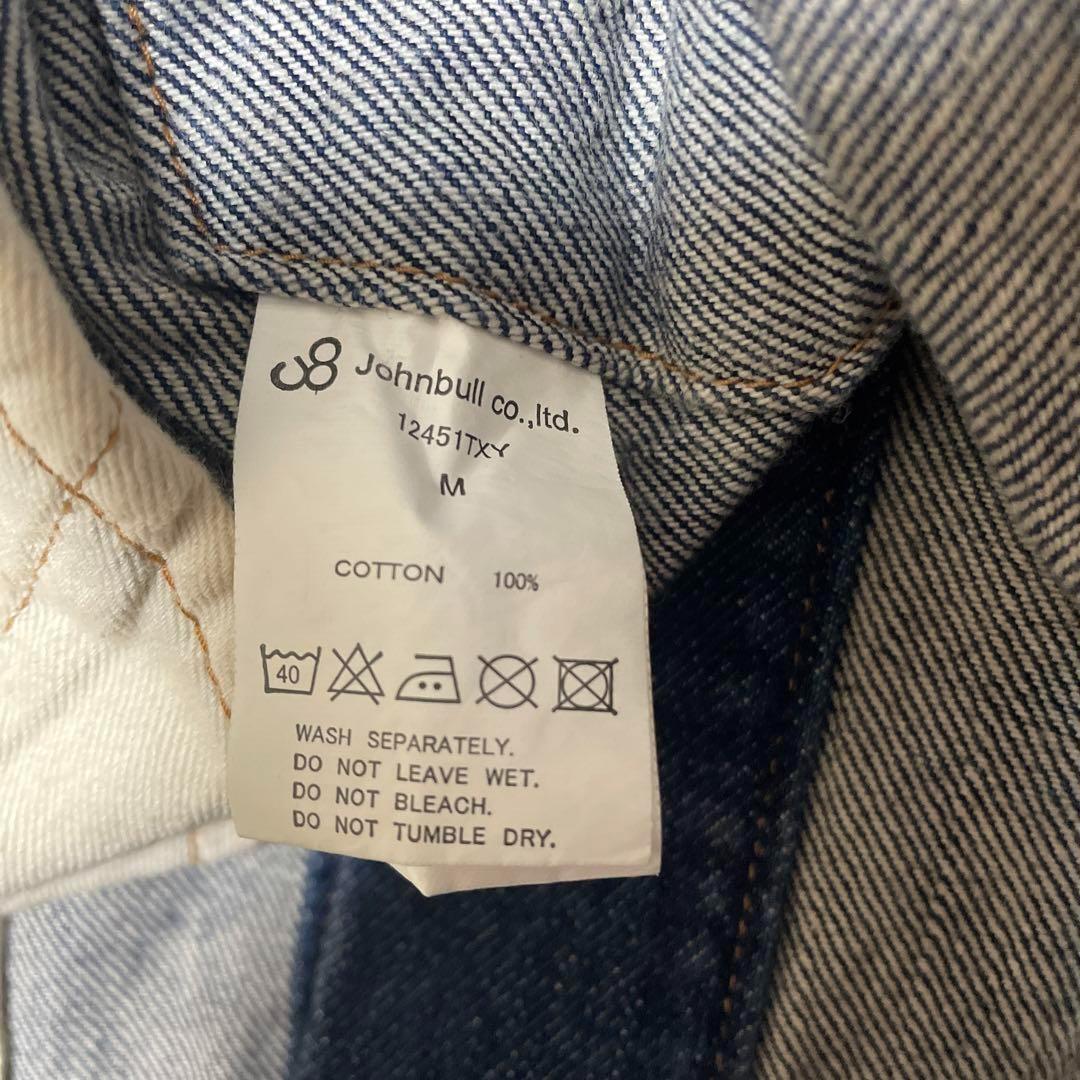 Johnbull co.,ltd.
12451TXY
M
COTTON 100%
40
WASH SEPARATELY.
DO NOT LEAVE WET.
DO NOT BLEACH.
DO NOT TUMBLE DRY.